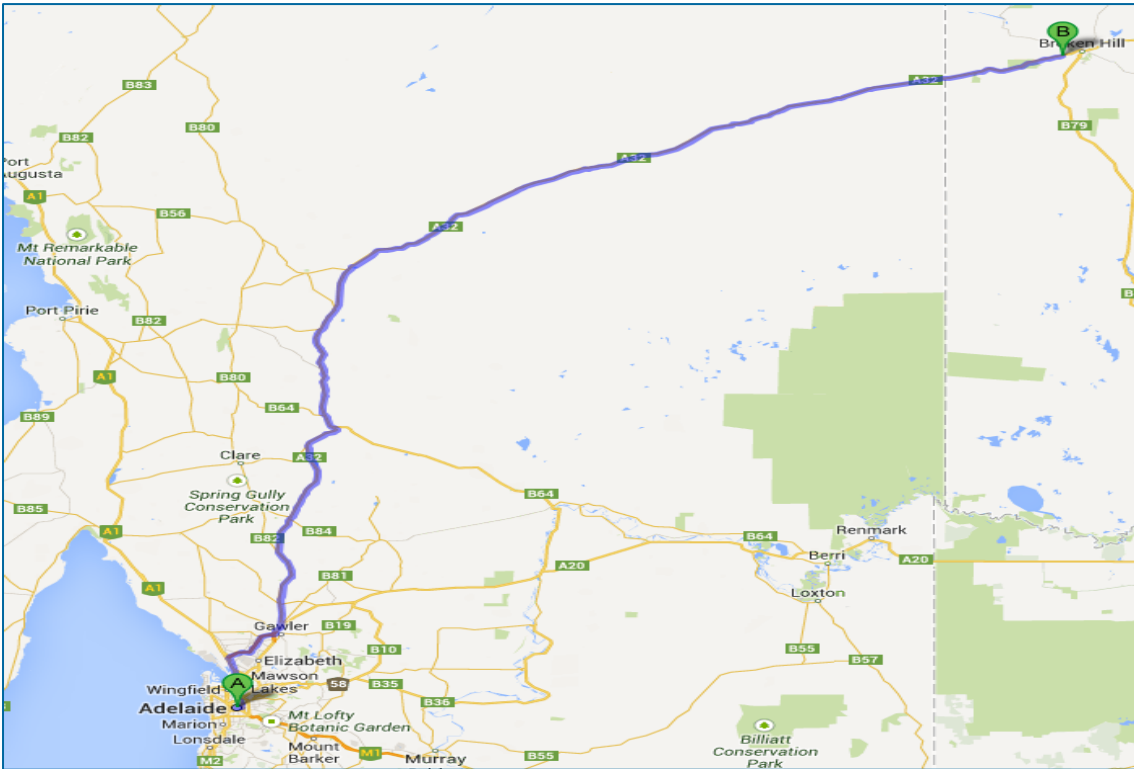 B
Broken Hill
B83
A32
B80
B79
B82
Port
Augusta
A32
A1
B56
A32
Mt Remarkable
National Park
Port Pirie
B82
A1
B80
B64
B89
Clare
A32
Spring Gully
Conservation
Park
B64
B85
B84
A1
B82
Renmark
B64
Berri
A20
A20
B81
A1
Loxton
Gawler
B19
B10
B55
B57
Elizabeth
Mawson
Lakes
A
58
B35
Wingfield
B36
Adelaide
Marion
Mt Lofty
Botanic Garden
Lonsdale
Mount
Barker
M1
Murray
B55
Billiatt
Conservation
Park
M2